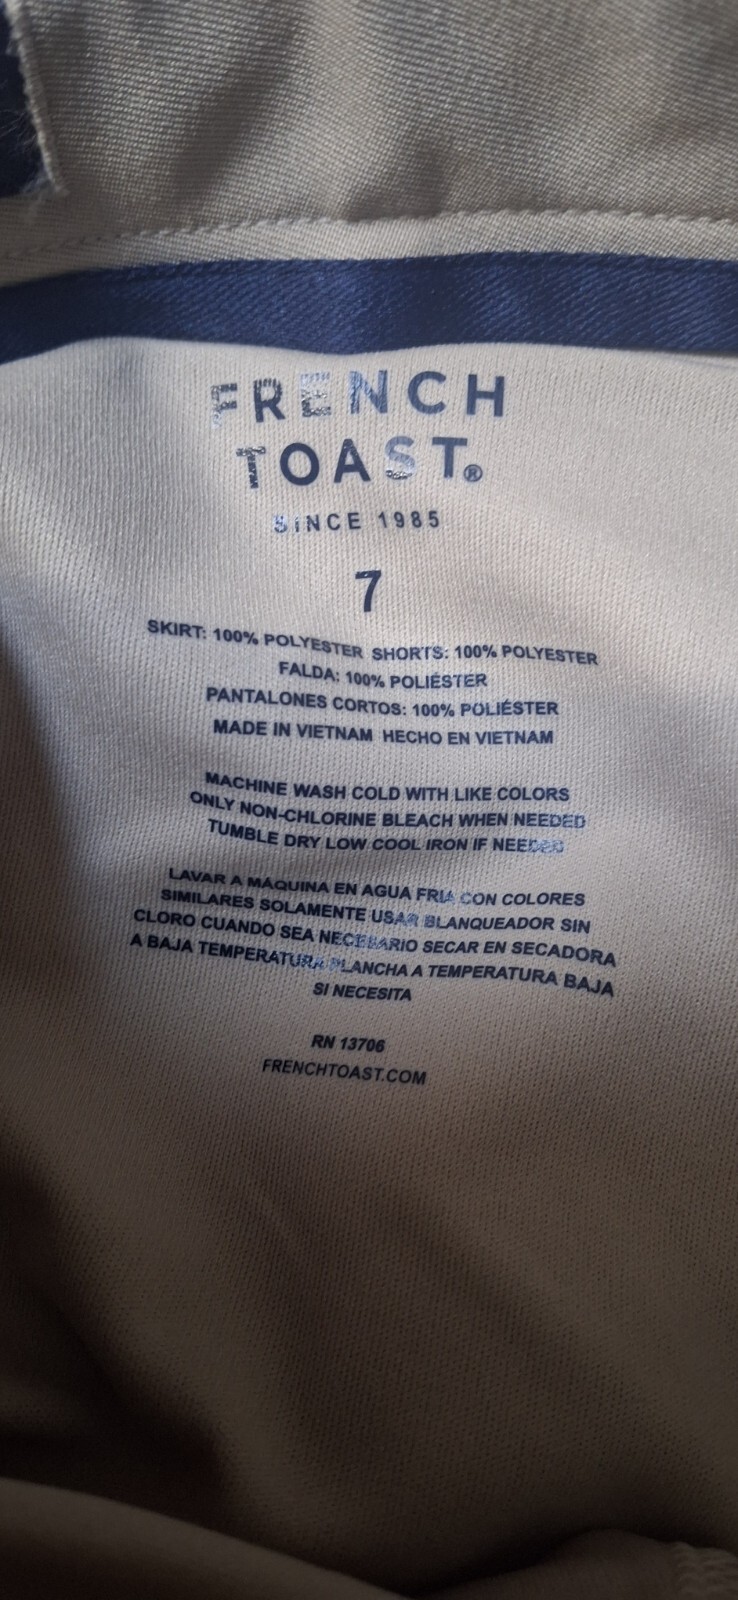 FRENCH
TOAST®
SINCE 1985
7
SKIRT: 100% POLYESTER SHORTS: 100% POLYESTER
FALDA: 100% POLIÉSTER
PANTALONES CORTOS: 100% POLIÉSTER
MADE IN VIETNAM HECHO EN VIETNAM
MACHINE WASH COLD WITH LIKE COLORS
ONLY NON-CHLORINE BLEACH WHEN NEEDED
TUMBLE DRY LOW COOL IRON IF NEEDED
LAVAR A MÁQUINA EN AGUA FRIA CON COLORES
SIMILARES SOLAMENTE USAR BLANQUEADOR SIN
CLORO CUANDO SEA NECESARIO SECAR EN SECADORA
A BAJA TEMPERATURA PLANCHA A TEMPERATURA BAJA
SI NECESITA
RN 13706
FRENCHTOAST.COM